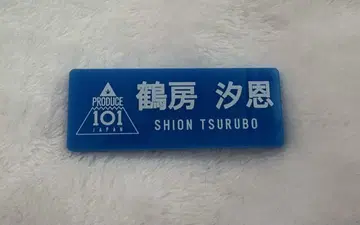 PRODUCE
101
JAPAN
鶴房 汐恩
SHION TSURUBO